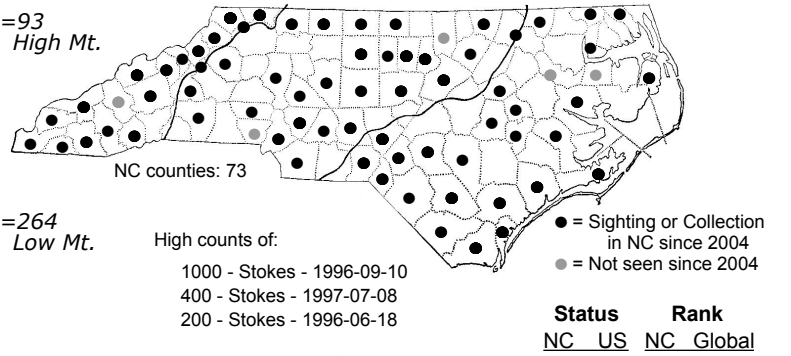 =93
High Mt.
NC counties: 73
=264
Low Mt.
High counts of:
1000 - Stokes - 1996-09-10
400 - Stokes - 1997-07-08
200 - Stokes - 1996-06-18
= Sighting or Collection
in NC since 2004
= Not seen since 2004
Status Rank
NC US NC Global